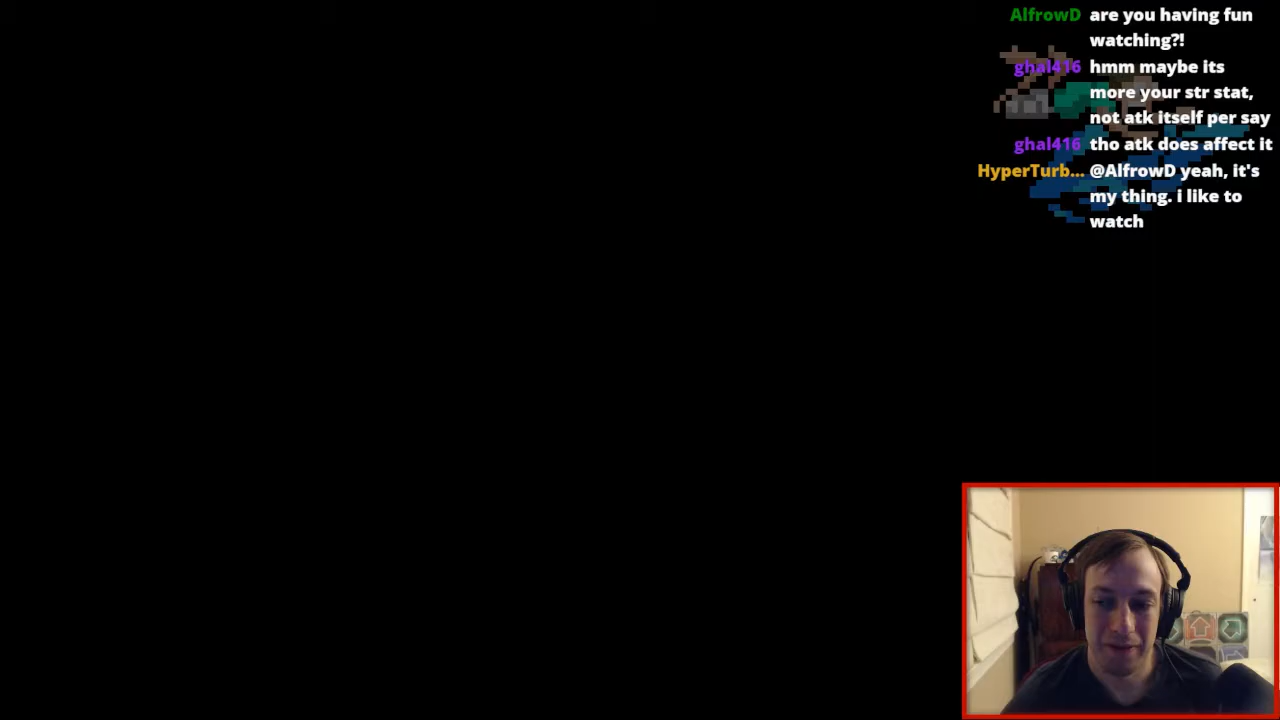 AlfrowD are you having fun
watching?!
ghal416 hmm maybe its
more your str stat,
not atk itself per say
ghal416 tho atk does affect it
HyperTurb... @AlfrowD yeah, it's
my thing. i like to
watch